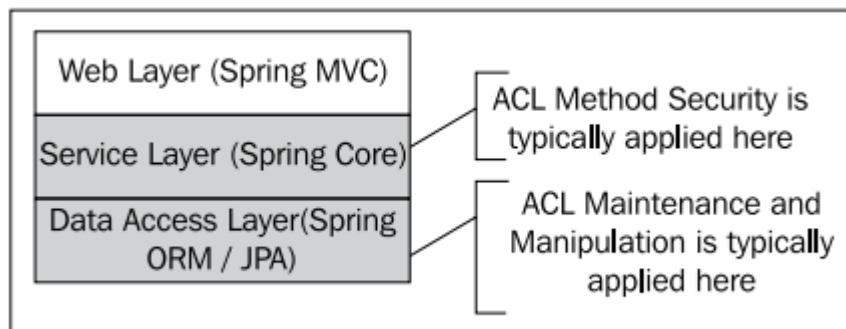 Web Layer (Spring MVC)
Service Layer (Spring Core)
Data Access Layer(Spring
ORM / JPA)
ACL Method Security is
typically applied here
ACL Maintenance and
Manipulation is typically
applied here